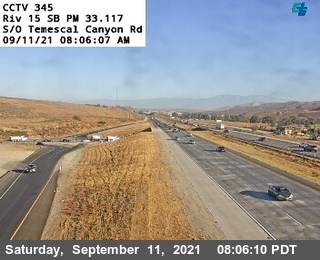 CCTV 345
Riv 15 SB PM 33.117
S/O Temescal Canyon Rd
09/11/21 08:06:07 AM
Saturday, September 11, 2021 08:06:10 PDT